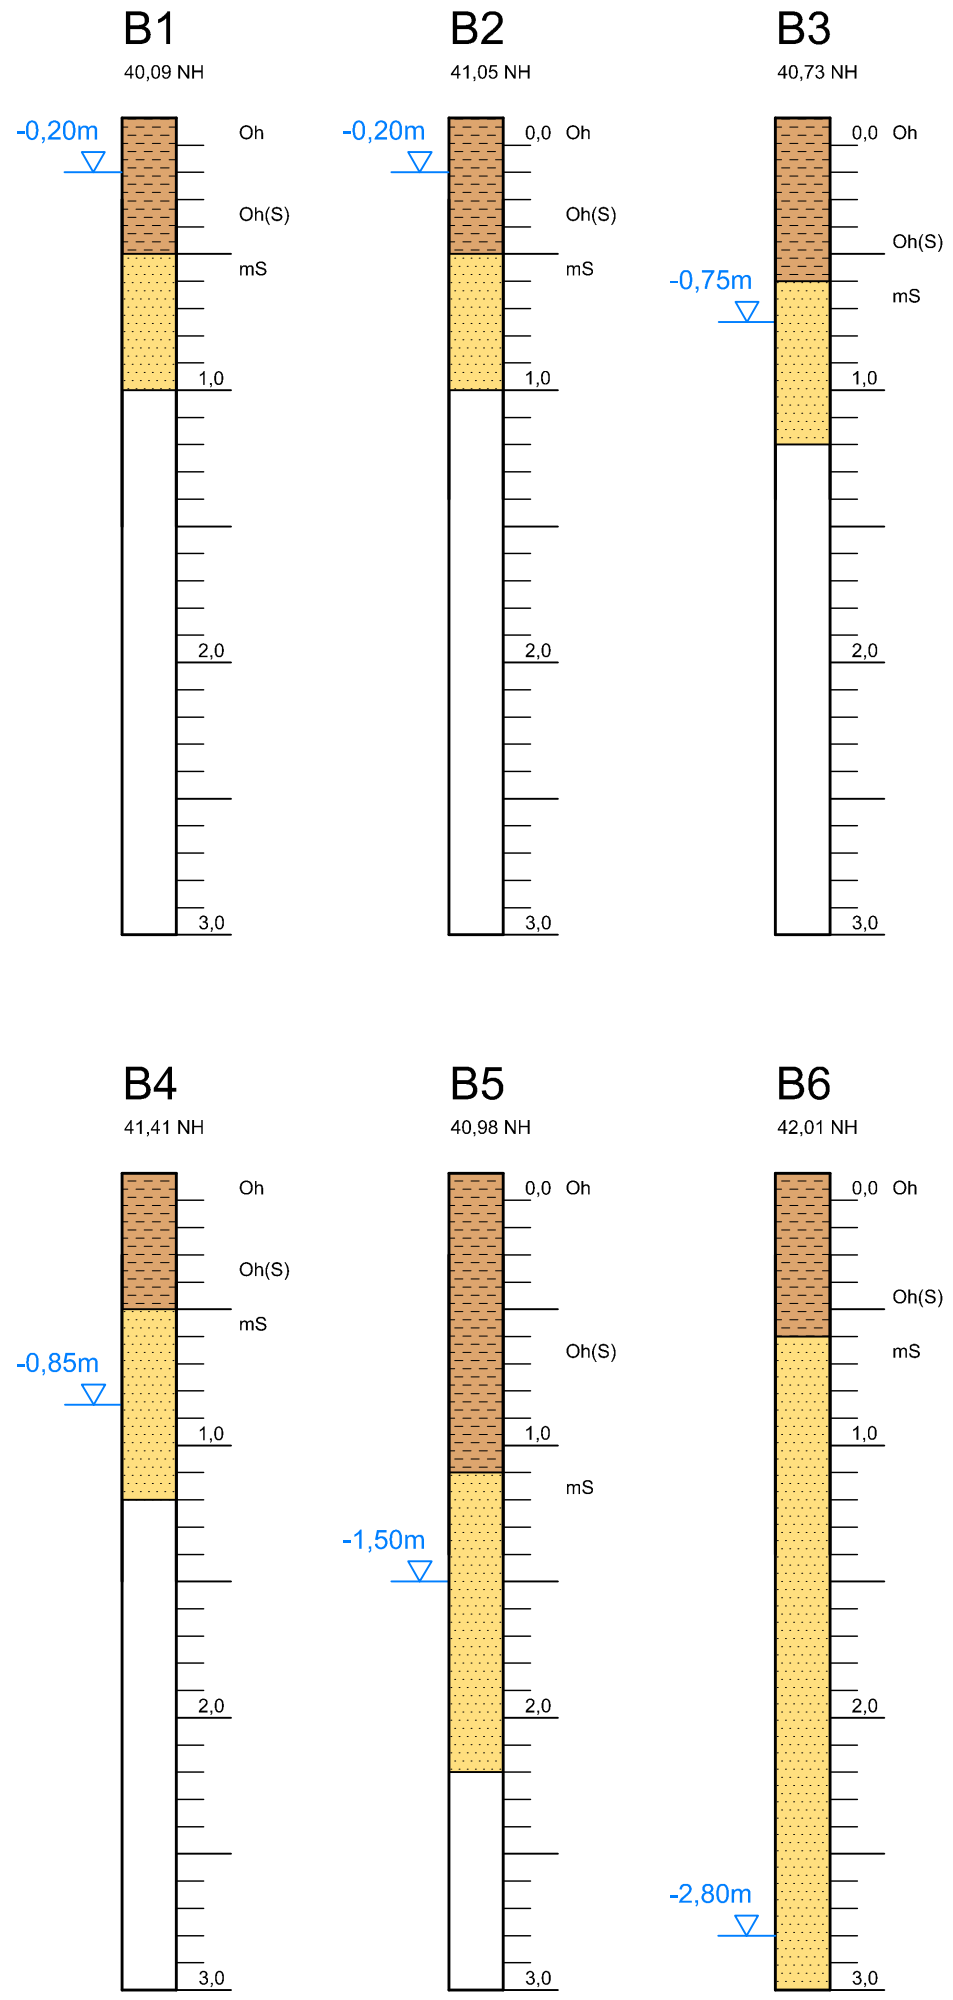 B1
40,09 NH
-0,20m
Oh
Oh(S)
mS
1,0
2,0
3,0
B2
41,05 NH
-0,20m
0,0 Oh
Oh(S)
mS
1,0
2,0
3,0
B3
40,73 NH
0,0 Oh
Oh(S)
-0,75m
mS
1,0
2,0
3,0
B4
41,41 NH
Oh
Oh(S)
mS
-0,85m
1,0
2,0
3,0
B5
40,98 NH
0,0 Oh
Oh(S)
1,0
mS
-1,50m
2,0
3,0
B6
42,01 NH
0,0 Oh
Oh(S)
mS
1,0
2,0
-2,80m
3,0